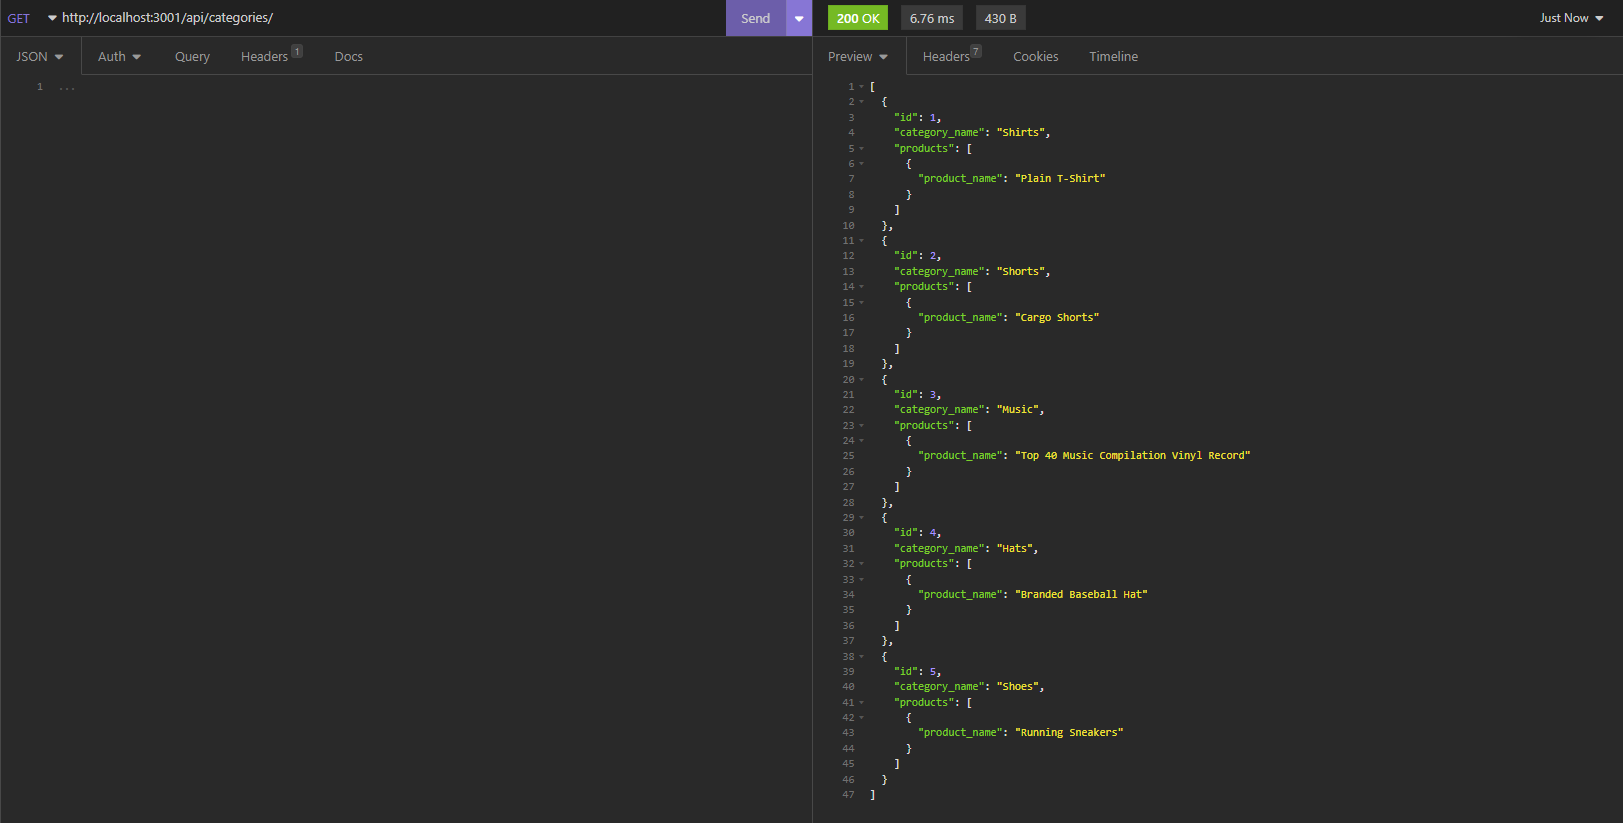 GET http://localhost:3001/api/categories/ Send
200 OK 6.76 ms 430 B Just Now
JSON Auth Query Headers 1 Docs
Preview Headers 7 Cookies Timeline
1 ...
1 [
2 {
3 "id": 1,
4 "category_name": "Shirts",
5 "products": [
6 {
7 "product_name": "Plain T-Shirt"
8 }
9 ]
10 },
11 {
12 "id": 2,
13 "category_name": "Shorts",
14 "products": [
15 {
16 "product_name": "Cargo Shorts"
17 }
18 ]
19 },
20 {
21 "id": 3,
22 "category_name": "Music",
23 "products": [
24 {
25 "product_name": "Top 40 Music Compilation Vinyl Record"
26 }
27 ]
28 },
29 {
30 "id": 4,
31 "category_name": "Hats",
32 "products": [
33 {
34 "product_name": "Branded Baseball Hat"
35 }
36 ]
37 },
38 {
39 "id": 5,
40 "category_name": "Shoes",
41 "products": [
42 {
43 "product_name": "Running Sneakers"
44 }
45 ]
46 }
47 ]